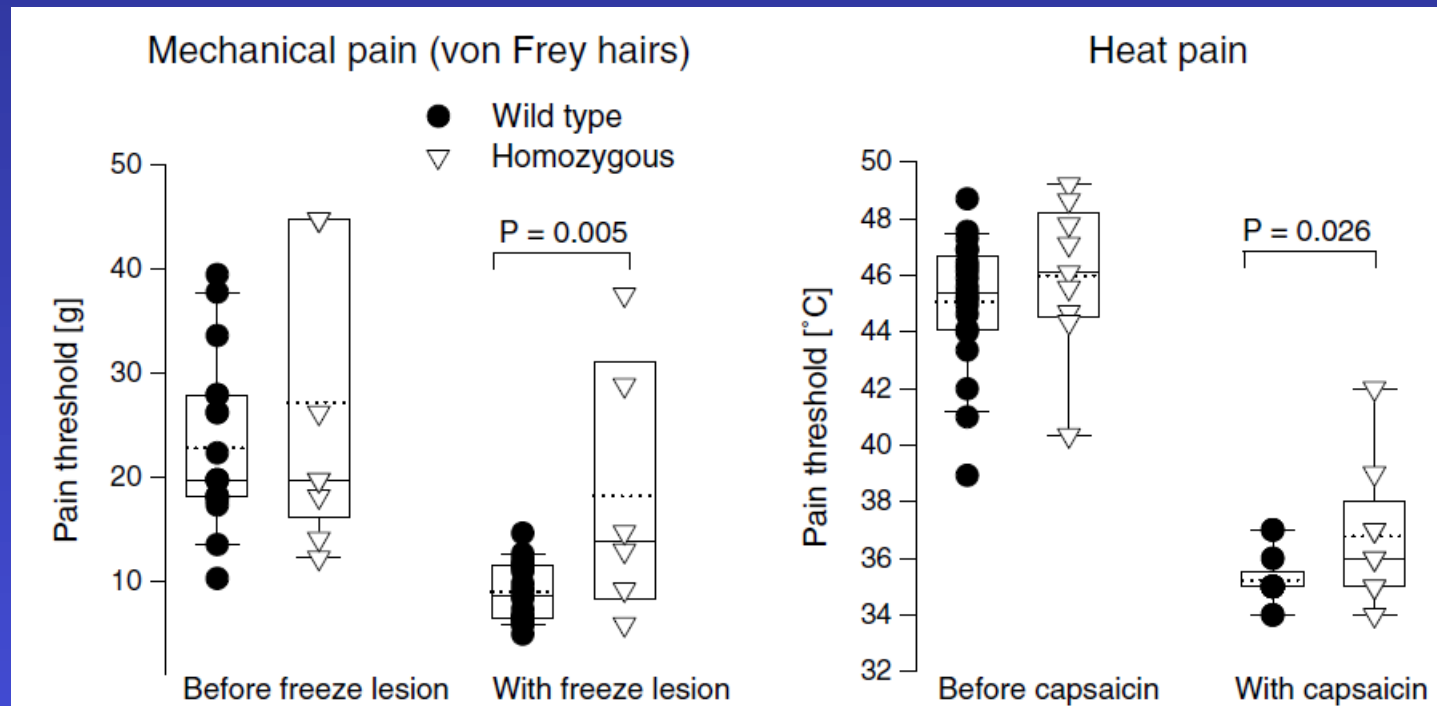 Mechanical pain (von Frey hairs)
Wild type
Homozygous
Pain threshold [g]
50
40
30
20
10
P = 0.005
Before freeze lesion
With freeze lesion
Heat pain
Pain threshold [°C]
50
48
46
44
42
40
38
36
34
32
P = 0.026
Before capsaicin
With capsaicin